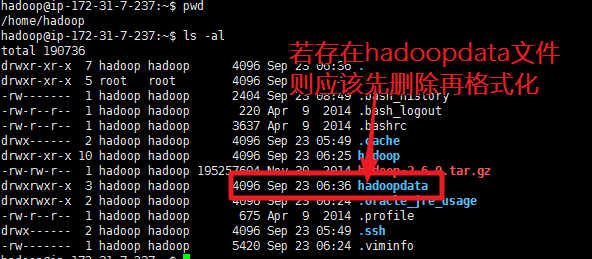 hadoop@ip-172-31-7-237:~$ pwd
/home/hadoop
hadoop@ip-172-31-7-237:~$ ls -al
total 190736
drwxr-xr-x 7 hadoop hadoop 4096 Sep 23 06:36 .
若存在hadoopdata文件
drwxr-xr-x 5 root root 4096 Sep 23
则应该先删除再格式化
-rw------- 1 hadoop hadoop 2404 Sep 23 08:49 .bash_history
-rw-r--r-- 1 hadoop hadoop 220 Apr 9 2014 .bash_logout
-rw-r--r-- 1 hadoop hadoop 3637 Apr 9 2014 .bashrc
drwx------ 2 hadoop hadoop 4096 Sep 23 05:49 .cache
drwxr-xr-x 10 hadoop hadoop 4096 Sep 23 06:25 hadoop
-rw-rw-r-- 1 hadoop hadoop 195257604 Nov 30 2014 hadoop-2.6.0.tar.gz
drwxrwxr-x 3 hadoop hadoop 4096 Sep 23 06:36 hadoopdata
drwxrwxr-x 2 hadoop hadoop 4096 Sep 23 06:24 .oracle_jre_usage
-rw-r--r-- 1 hadoop hadoop 675 Apr 9 2014 .profile
drwx------ 2 hadoop hadoop 4096 Sep 23 05:49 .ssh
-rw------- 1 hadoop hadoop 5420 Sep 23 06:24 .viminfo
hadoop@ip-172-31-7-237:~$